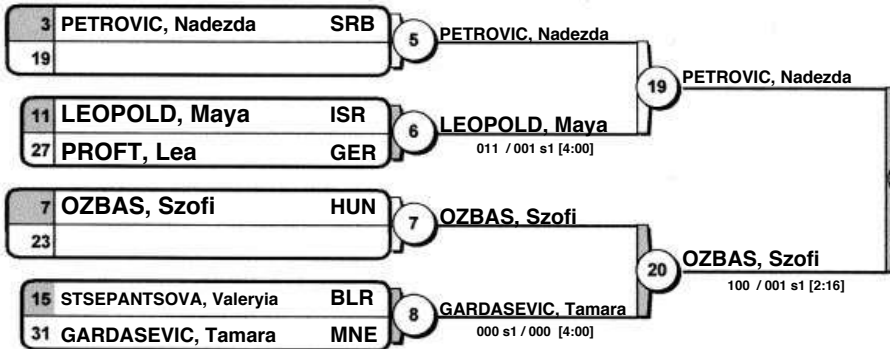 3 PETROVIC, Nadezda SRB
19
5 PETROVIC, Nadezda
11 LEOPOLD, Maya ISR
27 PROFT, Lea GER
6 LEOPOLD, Maya
011 / 001 s1 [4:00]
19 PETROVIC, Nadezda
7 OZBAS, Szofi HUN
23
7 OZBAS, Szofi
15 STSEPANTSOVA, Valeryia BLR
31 GARDASEVIC, Tamara MNE
8 GARDASEVIC, Tamara
000 s1 / 000 [4:00]
20 OZBAS, Szofi
100 / 001 s1 [2:16]